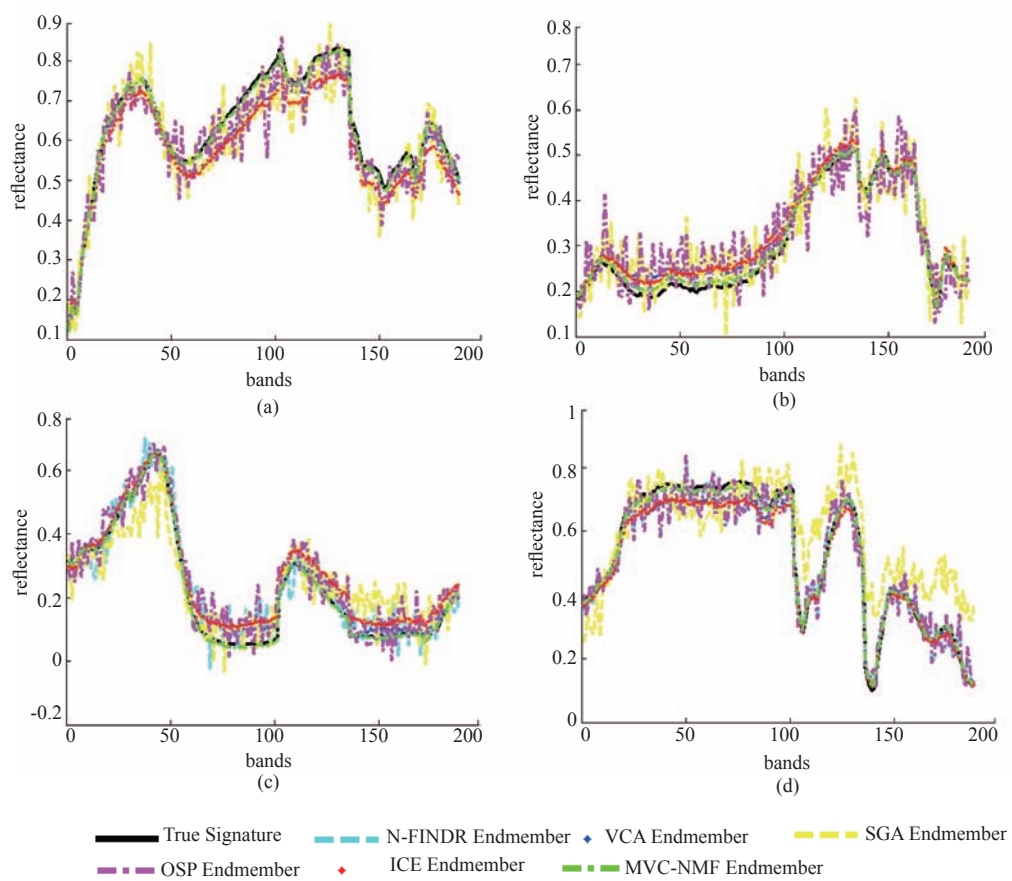 0.9
0.8
0.7
0.6
0.5
0.4
0.3
0.2
0.1
reflectance
0 50 100 150 200
bands
(a)
0.8
0.7
0.6
0.5
0.4
0.3
0.2
0.1
reflectance
0 50 100 150 200
bands
(b)
0.8
0.6
0.4
0.2
0
-0.2
reflectance
0 50 100 150 200
bands
(c)
1
0.8
0.6
0.4
0.2
0
reflectance
0 50 100 150 200
bands
(d)
True Signature N-FINDR Endmember VCA Endmember SGA Endmember
OSP Endmember ICE Endmember MVC-NMF Endmember